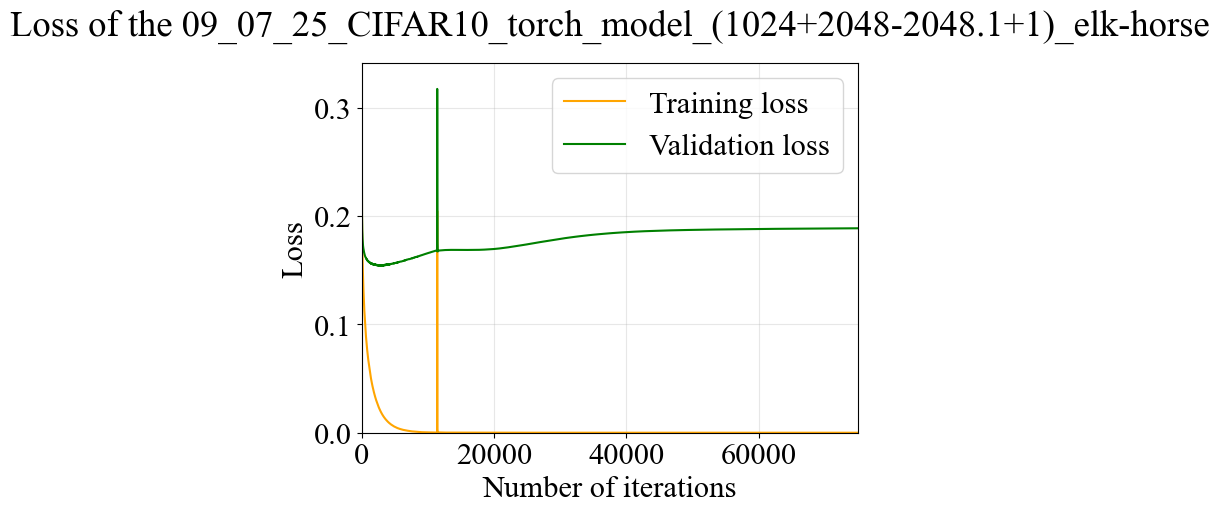 Loss of the 09_07_25_CIFAR10_torch_model_(1024+2048-2048.1+1)_elk-horse
Training loss
Validation loss
0.3
0.2
0.1
0.0
Loss
0 20000 40000 60000
Number of iterations